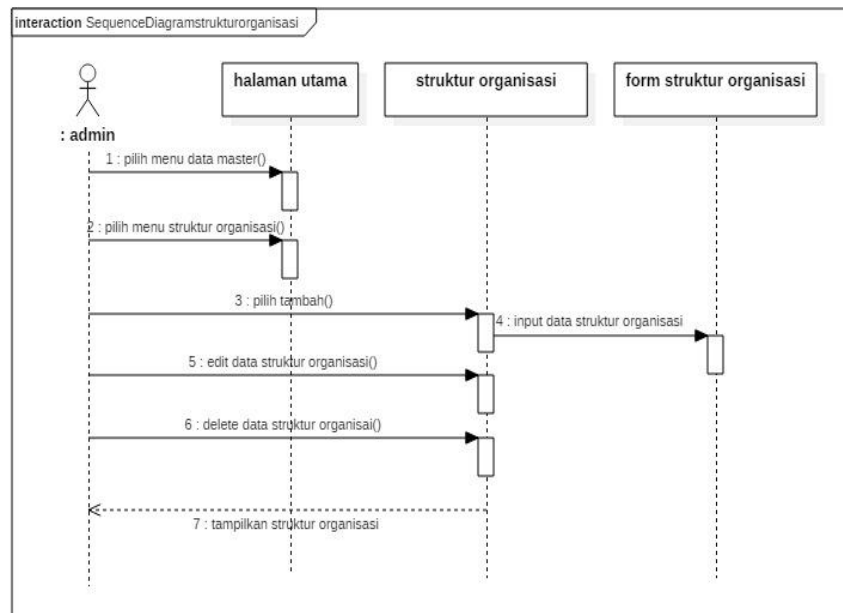 interaction SequenceDiagramstrukturorganisasi
halaman utama
struktur organisasi
form struktur organisasi
: admin
1 : pilih menu data master()
2 : pilih menu struktur organisasi()
3 : pilih tambah()
4 : input data struktur organisasi
5 : edit data struktur organisasi()
6 : delete data struktur organisai()
7 : tampilkan struktur organisasi